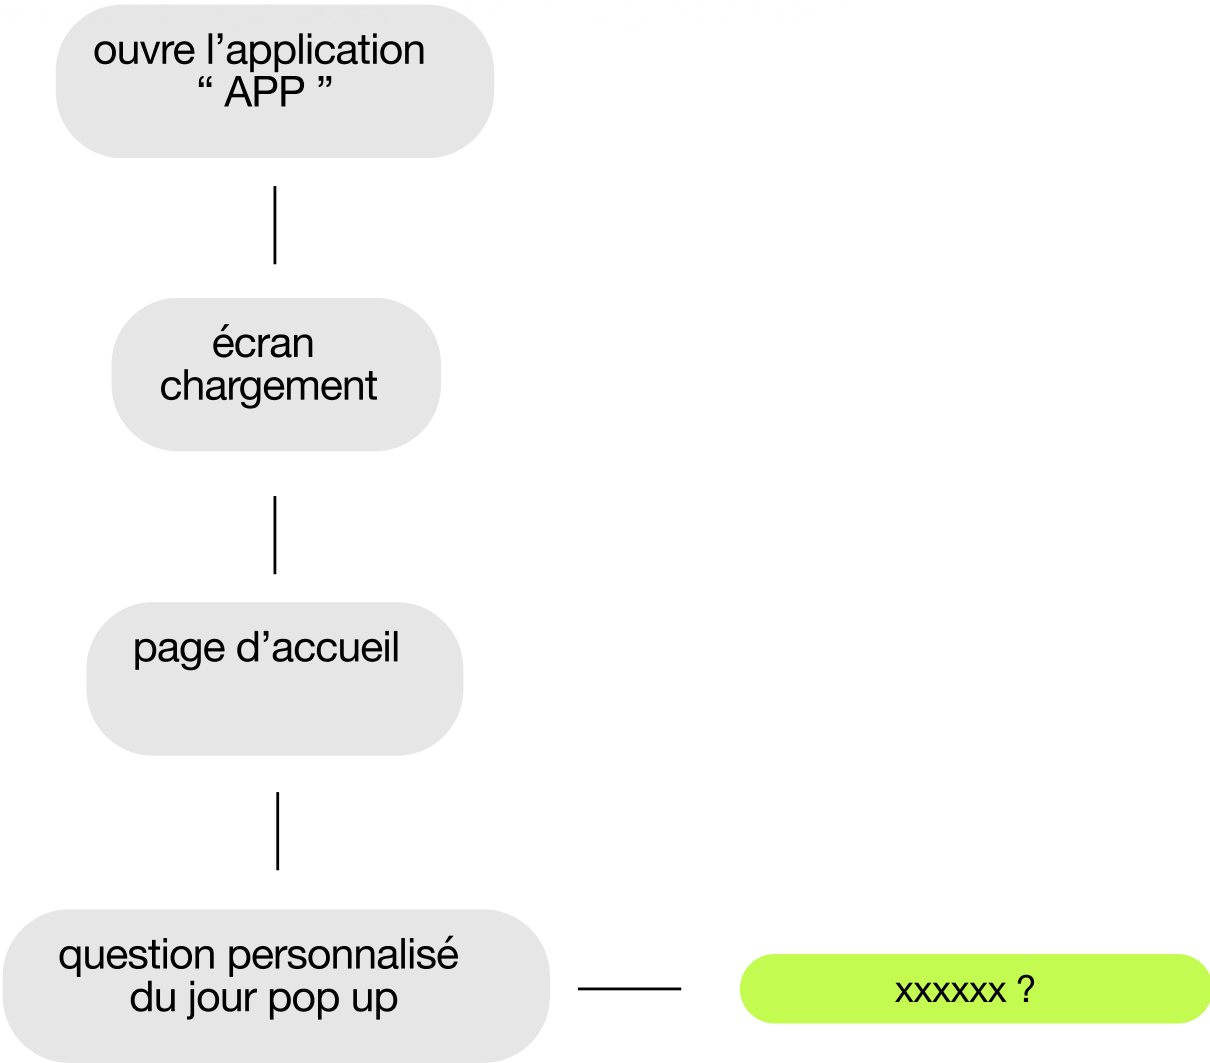 ouvre l’application
“ APP ”
écran
chargement
page d’accueil
question personnalisé
du jour pop up
xxxxxx ?